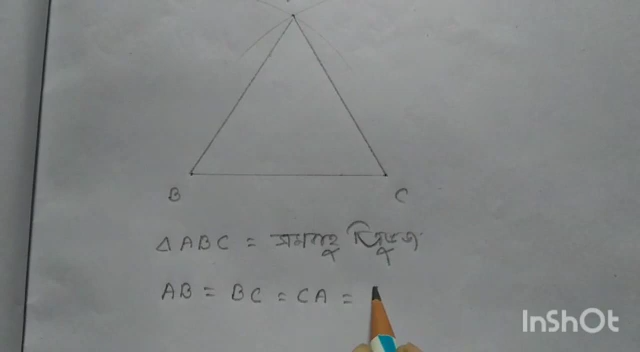 B C
△ABC = সমবাহু ত্রিভুজ
AB = BC = CA =
InShOt